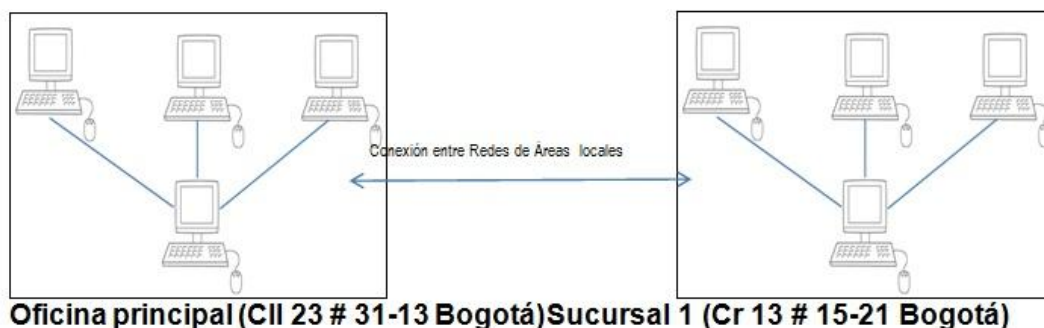 Conexión entre Redes de Áreas locales
Oficina principal (Cll 23 # 31-13 Bogotá) Sucursal 1 (Cr 13 # 15-21 Bogotá)